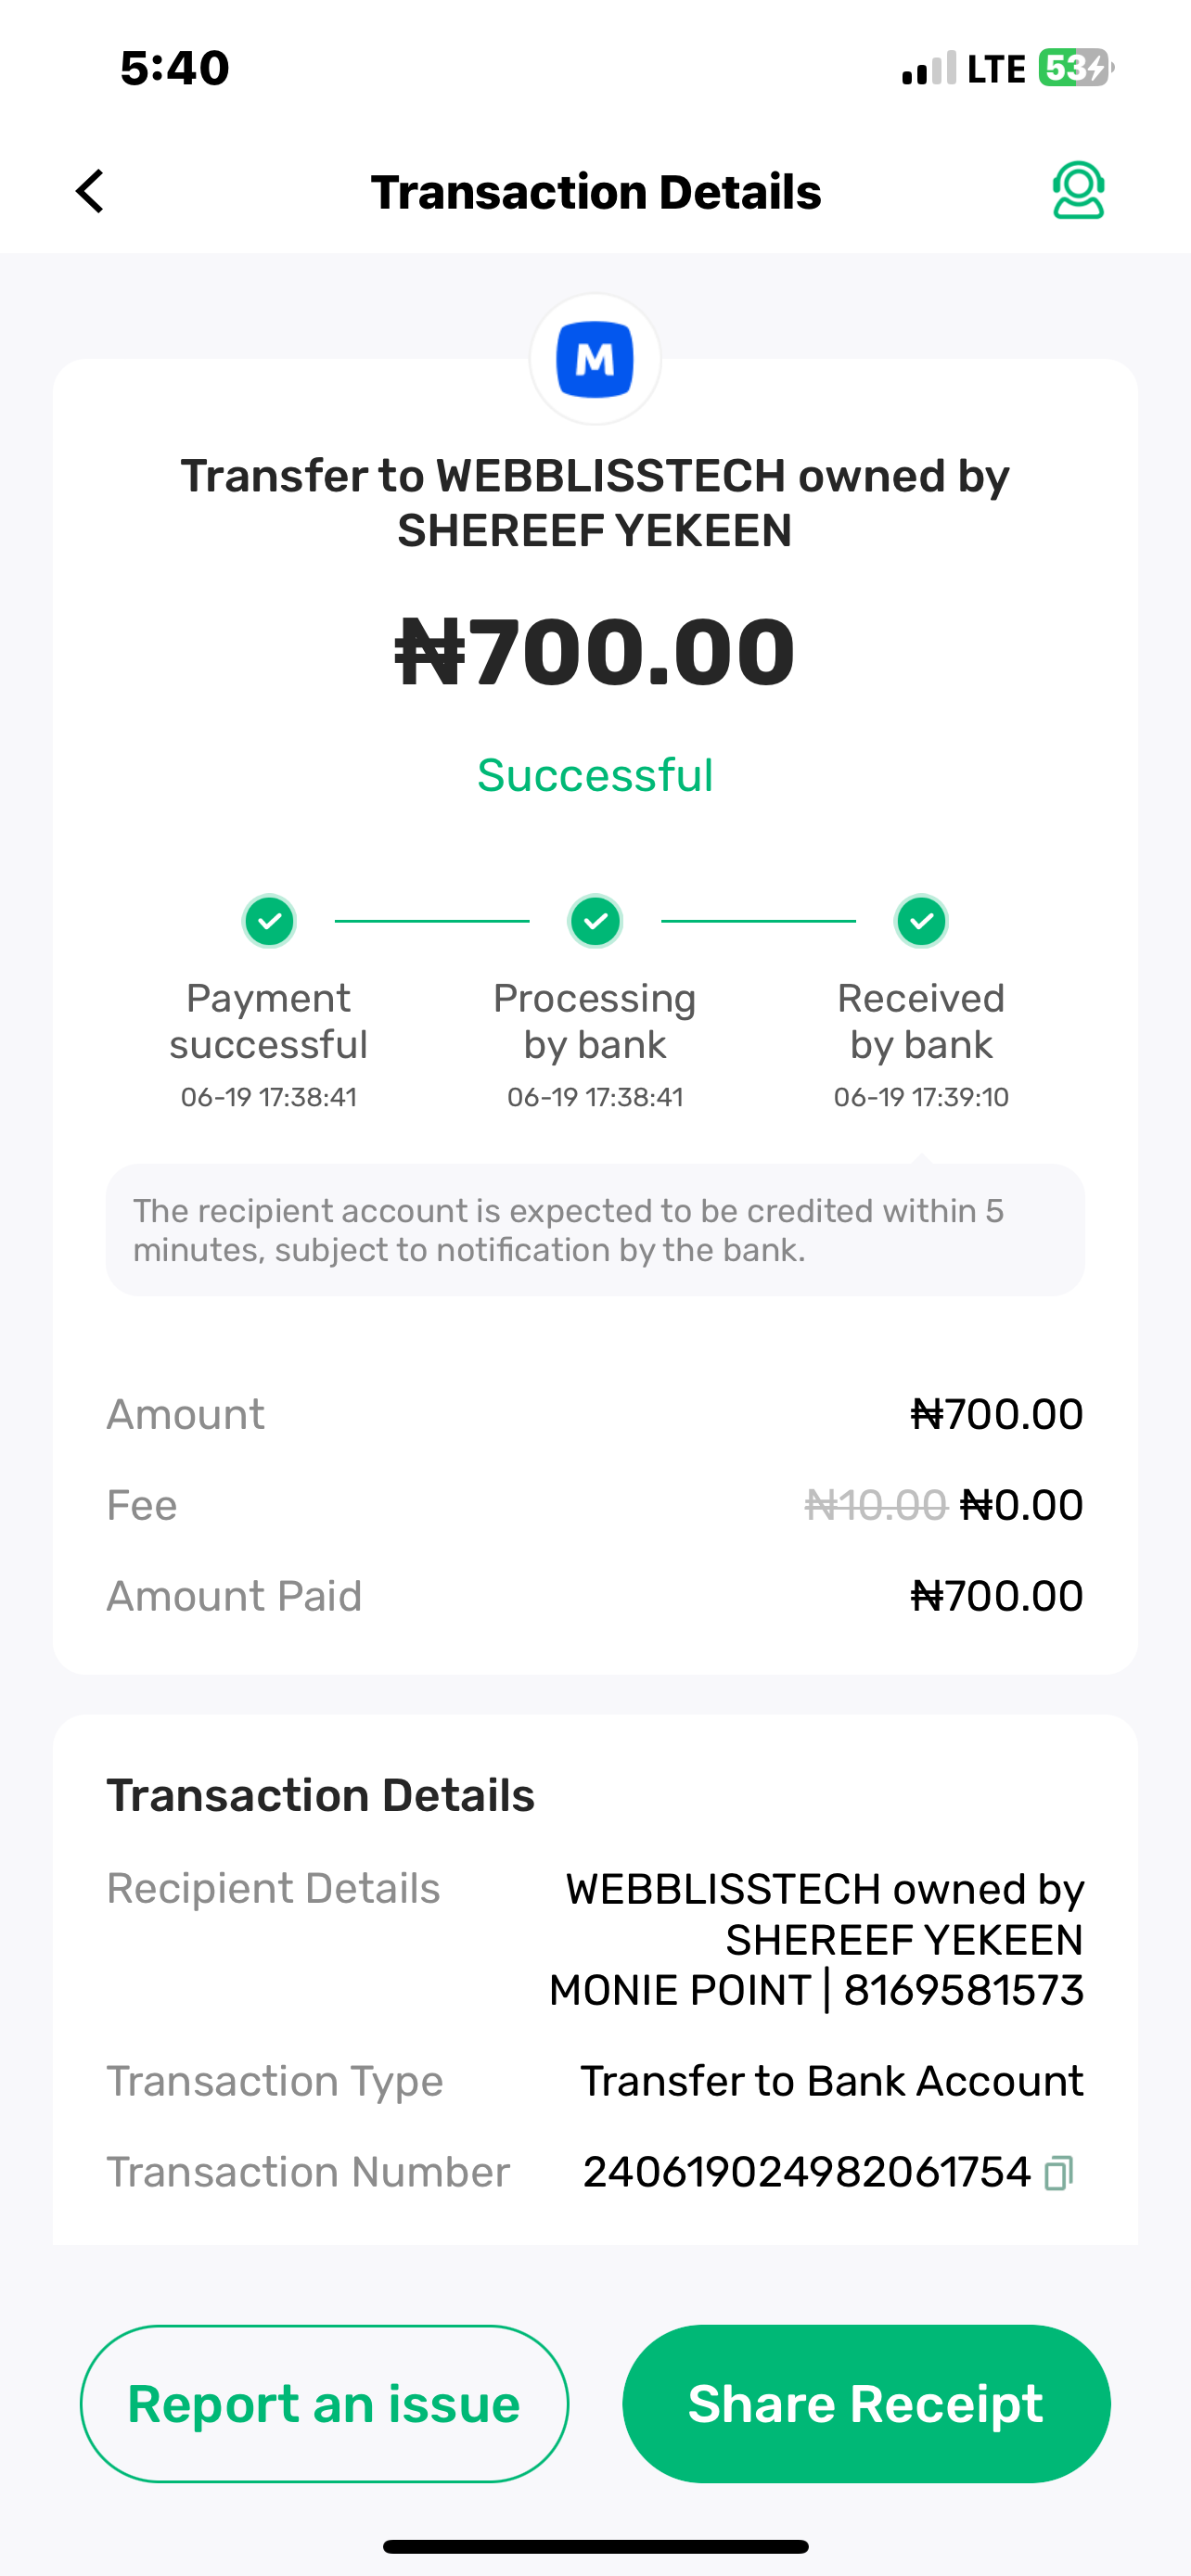 5:40
LTE 53
Transaction Details
M
Transfer to WEBBLISSTECH owned by
SHEREEF YEKEEN
₦700.00
Successful
Payment
successful
06-19 17:38:41
Processing
by bank
06-19 17:38:41
Received
by bank
06-19 17:39:10
The recipient account is expected to be credited within 5
minutes, subject to notification by the bank.
Amount ₦700.00
Fee ₦10.00 ₦0.00
Amount Paid ₦700.00
Transaction Details
Recipient Details WEBBLISSTECH owned by
SHEREEF YEKEEN
MONIE POINT | 8169581573
Transaction Type Transfer to Bank Account
Transaction Number 240619024982061754
Report an issue
Share Receipt